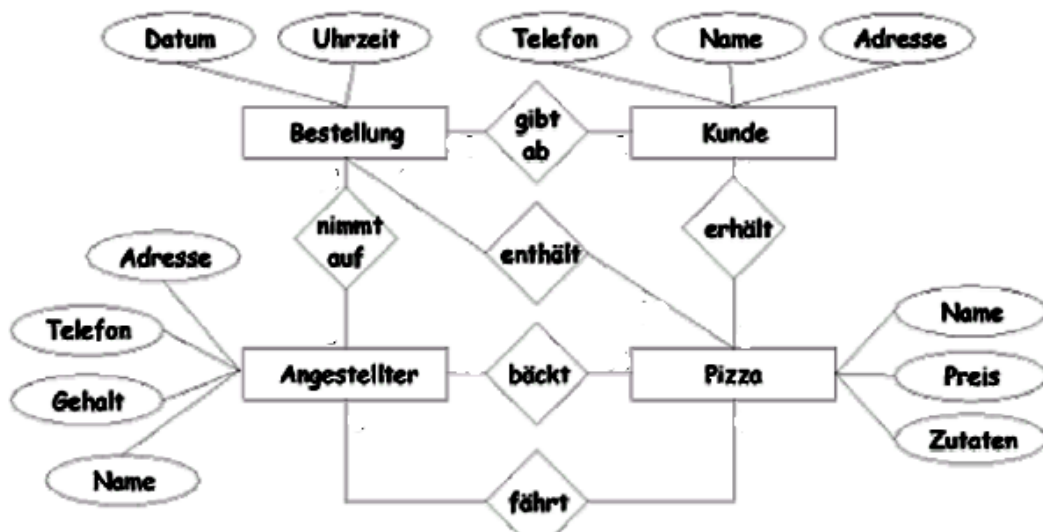 Datum
Uhrzeit
Telefon
Name
Adresse
Bestellung
gibt
ab
Kunde
nimmt
auf
enthält
erhält
Adresse
Telefon
Gehalt
Name
Angestellter
bäckt
Pizza
Name
Preis
Zutaten
fährt